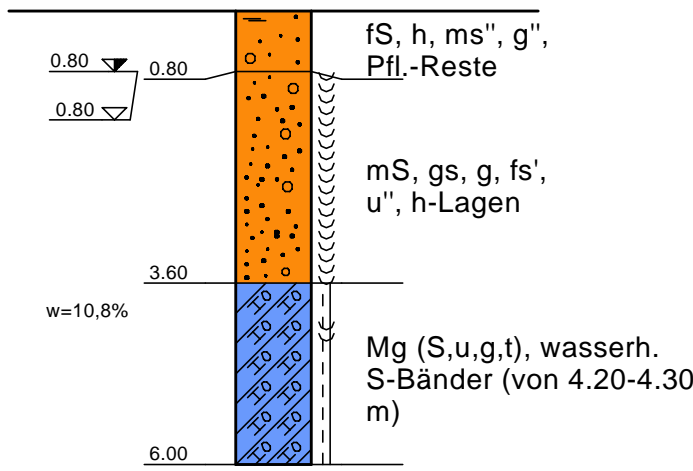 fS, h, ms'', g'',
Pfl.-Reste
0.80
0.80
0.80
mS, gs, g, fs',
u'', h-Lagen
3.60
w=10,8%
Mg (S,u,g,t), wasserh.
S-Bänder (von 4.20-4.30
m)
6.00